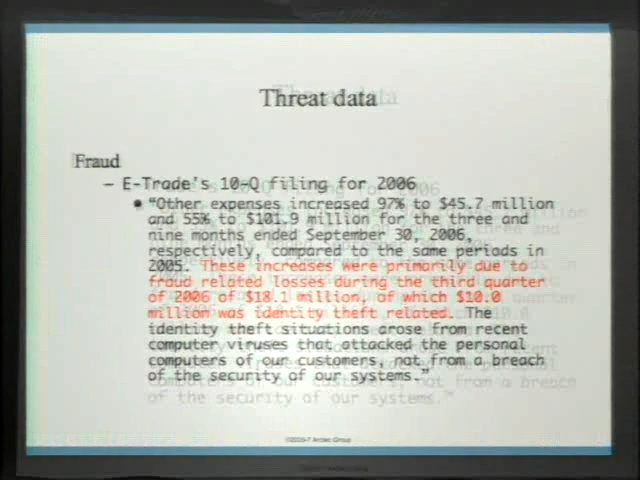 Threat data
Fraud
– E-Trade's 10-Q filing for 2006
• "Other expenses increased 97% to $45.7 million
and 55% to $101.9 million for the three and
nine months ended September 30, 2006,
respectively, compared to the same periods in
2005. These increases were primarily due to
fraud related losses during the third quarter
of 2006 of $18.1 million, of which $10.0
million was identity theft related. The
identity theft situations arose from recent
computer viruses that attacked the personal
computers of our customers, not from a breach
of the security of our systems."